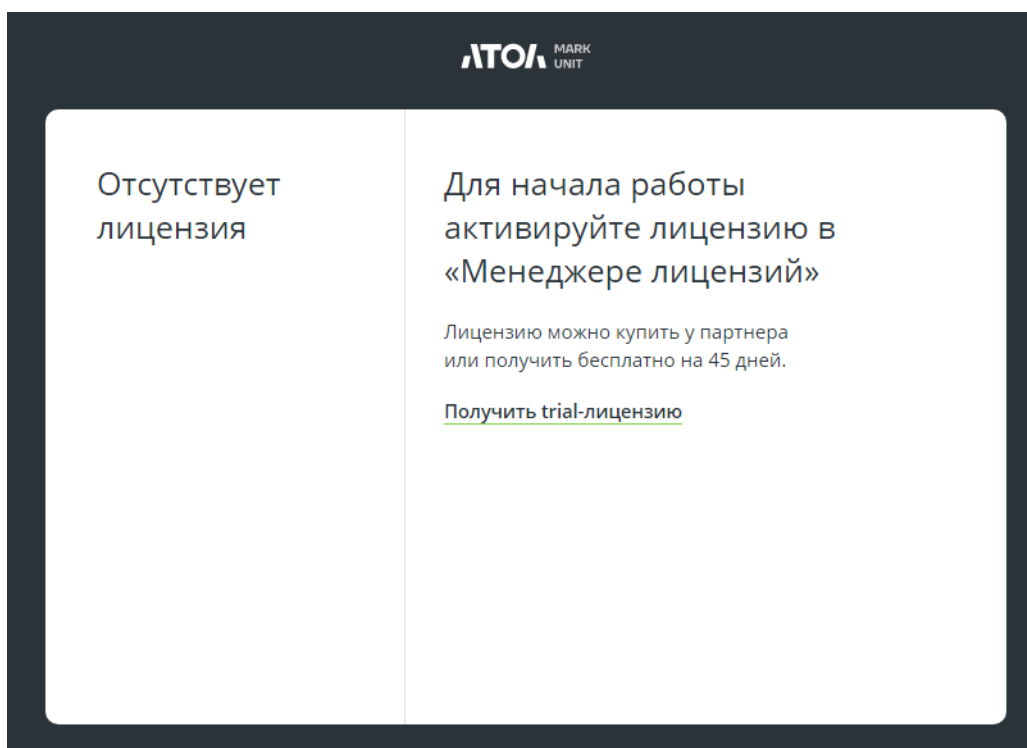 АТОЛ MARK
UNIT
Отсутствует
лицензия
Для начала работы
активируйте лицензию в
«Менеджере лицензий»
Лицензию можно купить у партнера
или получить бесплатно на 45 дней.
Получить trial-лицензию